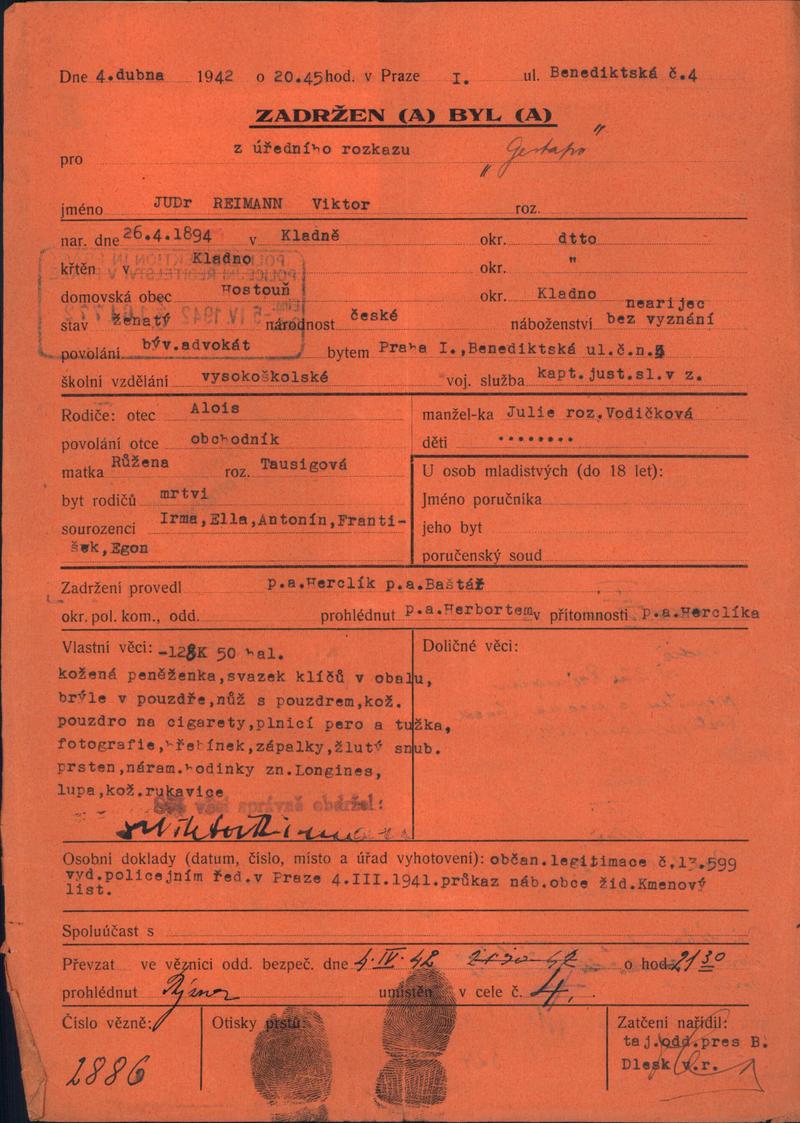 Dne 4.dubna 1942 o 20.45 hod. v Praze I. ul. Benediktská č.4
ZADRŽEN (A) BYL (A)
pro z úředního rozkazu „Gestapo"
jméno JUDr REIMANN Viktor roz.
nar. dne 26.4.1894 v Kladně okr. dtto
křtěn v Kladno okr. "
domovská obec Hostouň okr. Kladno
stav ženatý národnost české náboženství nearijec bez vyznání
povolání býv.advokát bytem Praha I.,Benediktská ul.č.n.5
školní vzdělání vysokoškolské voj. služba kapt.just.sl.v z.
Rodiče: otec Alois
povolání otce obchodník
matka Růžena roz. Tausigová
byt rodičů mrtvi
sourozenci Irma,Ella,Antonín,Franti-
šek,Egon
manžel-ka Julie roz.Vodičková
děti ••••••••
U osob mladistvých (do 18 let):
Jméno poručníka
jeho byt
poručenský soud
Zadržení provedl p.a.Herclík p.a.Baštář
okr. pol. kom., odd. prohlédnut p.a.Herbortem v přítomnosti p.a.Herclíka
Vlastní věci: -128K 50 hal.
kožená peněženka,svazek klíčů v obalu,
brýle v pouzdře,nůž s pouzdrem,kož.
pouzdro na cigarety,plnicí pero a tužka,
fotografie,hřebínek,zápalky,žlutý snub.
prsten,náram.hodinky zn.Longines,
lupa,kož.rukavice
věci správně obdržel:
Doličné věci:
Osobní doklady (datum, číslo, místo a úřad vyhotovení): občan.legitimace č.13.599
vyd.policejním řed.v Praze 4.III.1941.průkaz náb.obce žid.Kmenový
list.
Spoluúčast s
Převzat ve věznici odd. bezpeč. dne 4.IV.42 o hod. 21 30
prohlédnut umístěn v cele č. 4.
Číslo vězně:
2886
Otisky prstů:
Zatčení nařídil:
taj.odd.pres B.
Dlesk v.r.